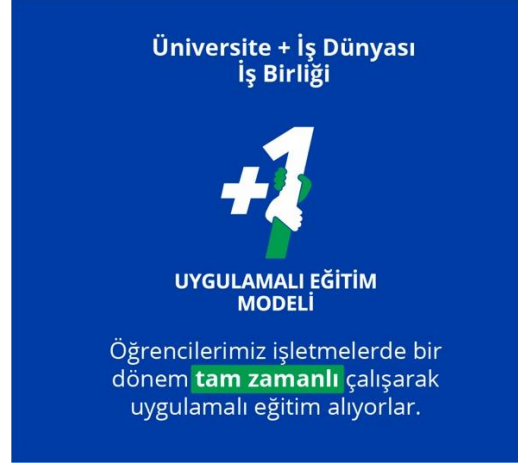 Üniversite + İş Dünyası
İş Birliği
+1
UYGULAMALI EĞİTİM
MODELİ
Öğrencilerimiz işletmelerde bir
dönem tam zamanlı çalışarak
uygulamalı eğitim alıyorlar.